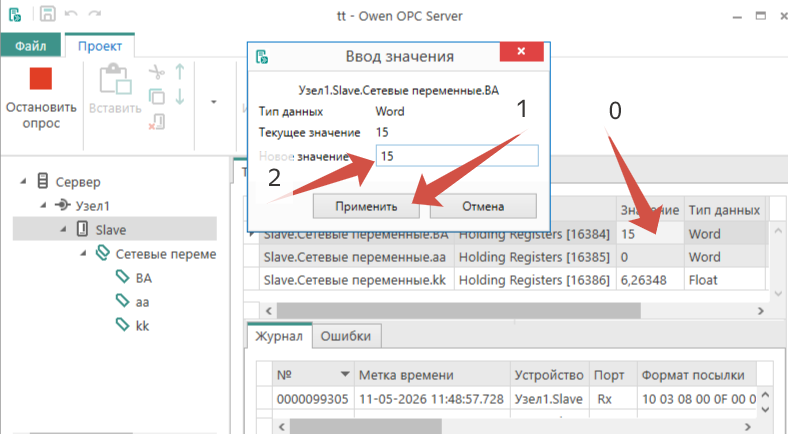 tt - Owen OPC Server
Файл
Проект
Остановить опрос
Вставить
Ввод значения
Узел1.Slave.Сетевые переменные.BA
Тип данных Word
Текущее значение 15
Новое значение 15
Применить Отмена
0
1
2
Сервер
Узел1
Slave
Сетевые переме
BA
aa
kk
Значение Тип данных
Slave.Сетевые переменные.BA Holding Registers [16384] 15 Word
Slave.Сетевые переменные.aa Holding Registers [16385] 0 Word
Slave.Сетевые переменные.kk Holding Registers [16386] 6,26348 Float
Журнал Ошибки
№ Метка времени Устройство Порт Формат посылки
0000099305 11-05-2026 11:48:57.728 Узел1.Slave Rx 10 03 08 00 0F 00 0